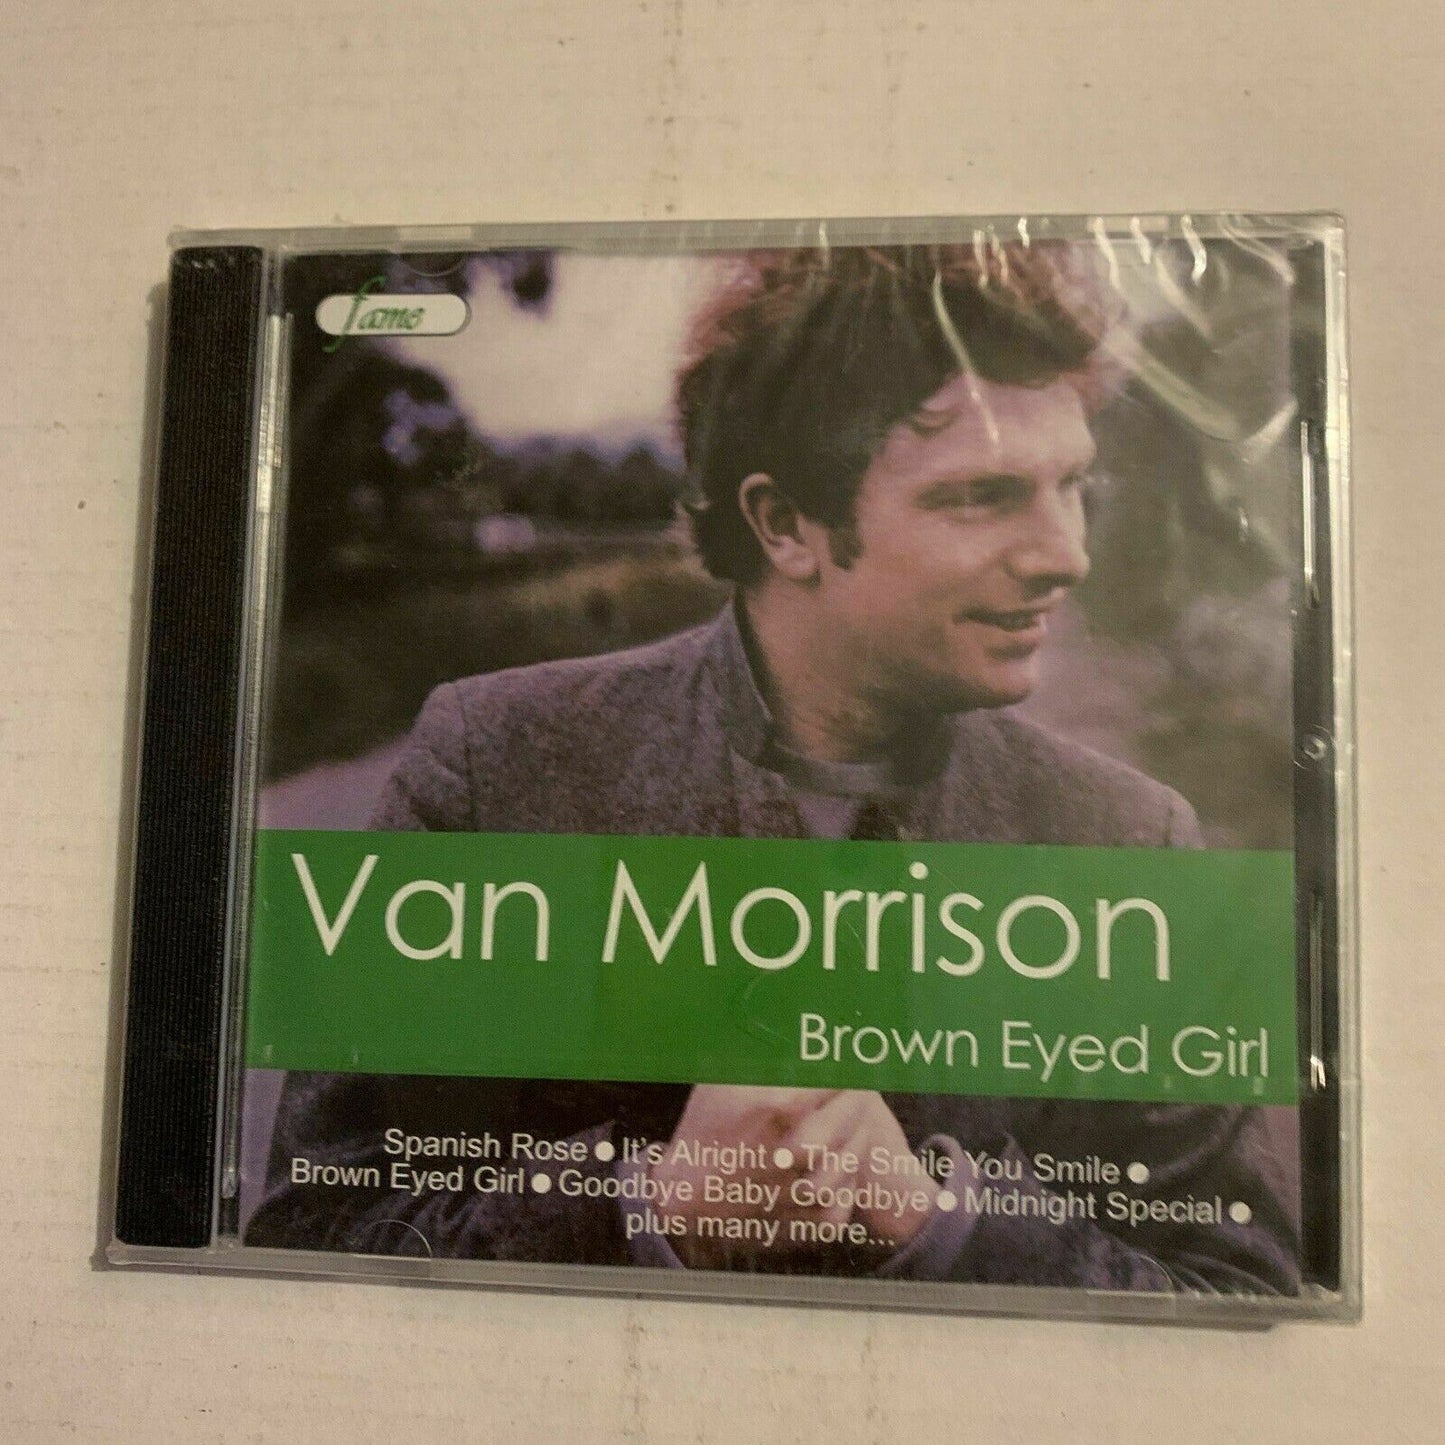 fame
Van Morrison
Brown Eyed Girl
Spanish Rose ● It's Alright ● The Smile You Smile ●
Brown Eyed Girl ● Goodbye Baby Goodbye ● Midnight Special ●
plus many more...